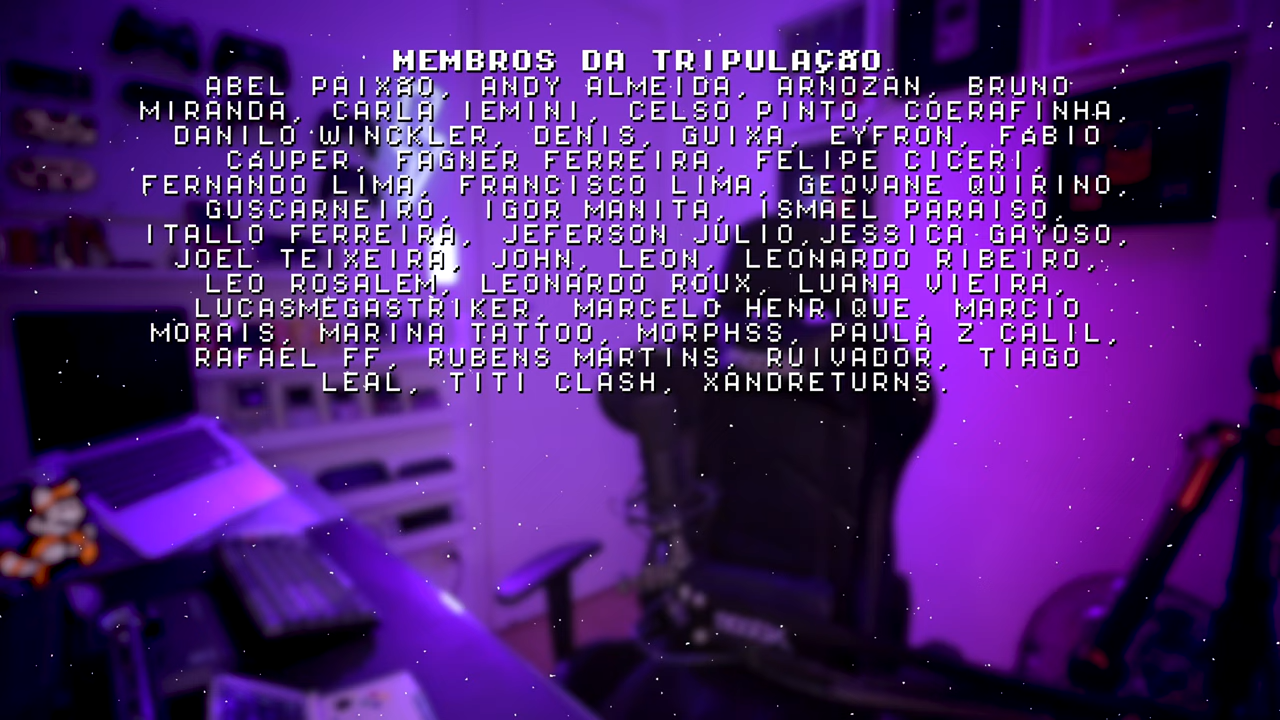 MEMBROS DA TRIPULAÇÃO
ABEL PAIXÃO, ANDY ALMEIDA, ARNOZAN, BRUNO
MIRANDA, CARLA IEMINI, CELSO PINTO, COERAFINHA,
DANILO WINCKLER, DENIS, GUIXA, EYFRON, FÁBIO
CAUPER, FAGNER FERREIRA, FELIPE CICERI,
FERNANDO LIMA, FRANCISCO LIMA, GEOVANE QUIRINO,
GUSCARNEIRO, IGOR MANITA, ISMAEL PARAISO,
ITALLO FERREIRA, JEFERSON JULIO,JESSICA GAYOSO,
JOEL TEIXEIRA, JOHN, LEON, LEONARDO RIBEIRO,
LEO ROSALEM, LEONARDO ROUX, LUANA VIEIRA,
LUCASMEGASTRIKER, MARCELO HENRIQUE, MARCIO
MORAIS, MARINA TATTOO, MORPHSS, PAULA Z CALIL,
RAFAEL FF, RUBENS MARTINS, RUIVADOR, TIAGO
LEAL, TITI CLASH, XANDRETURNS.